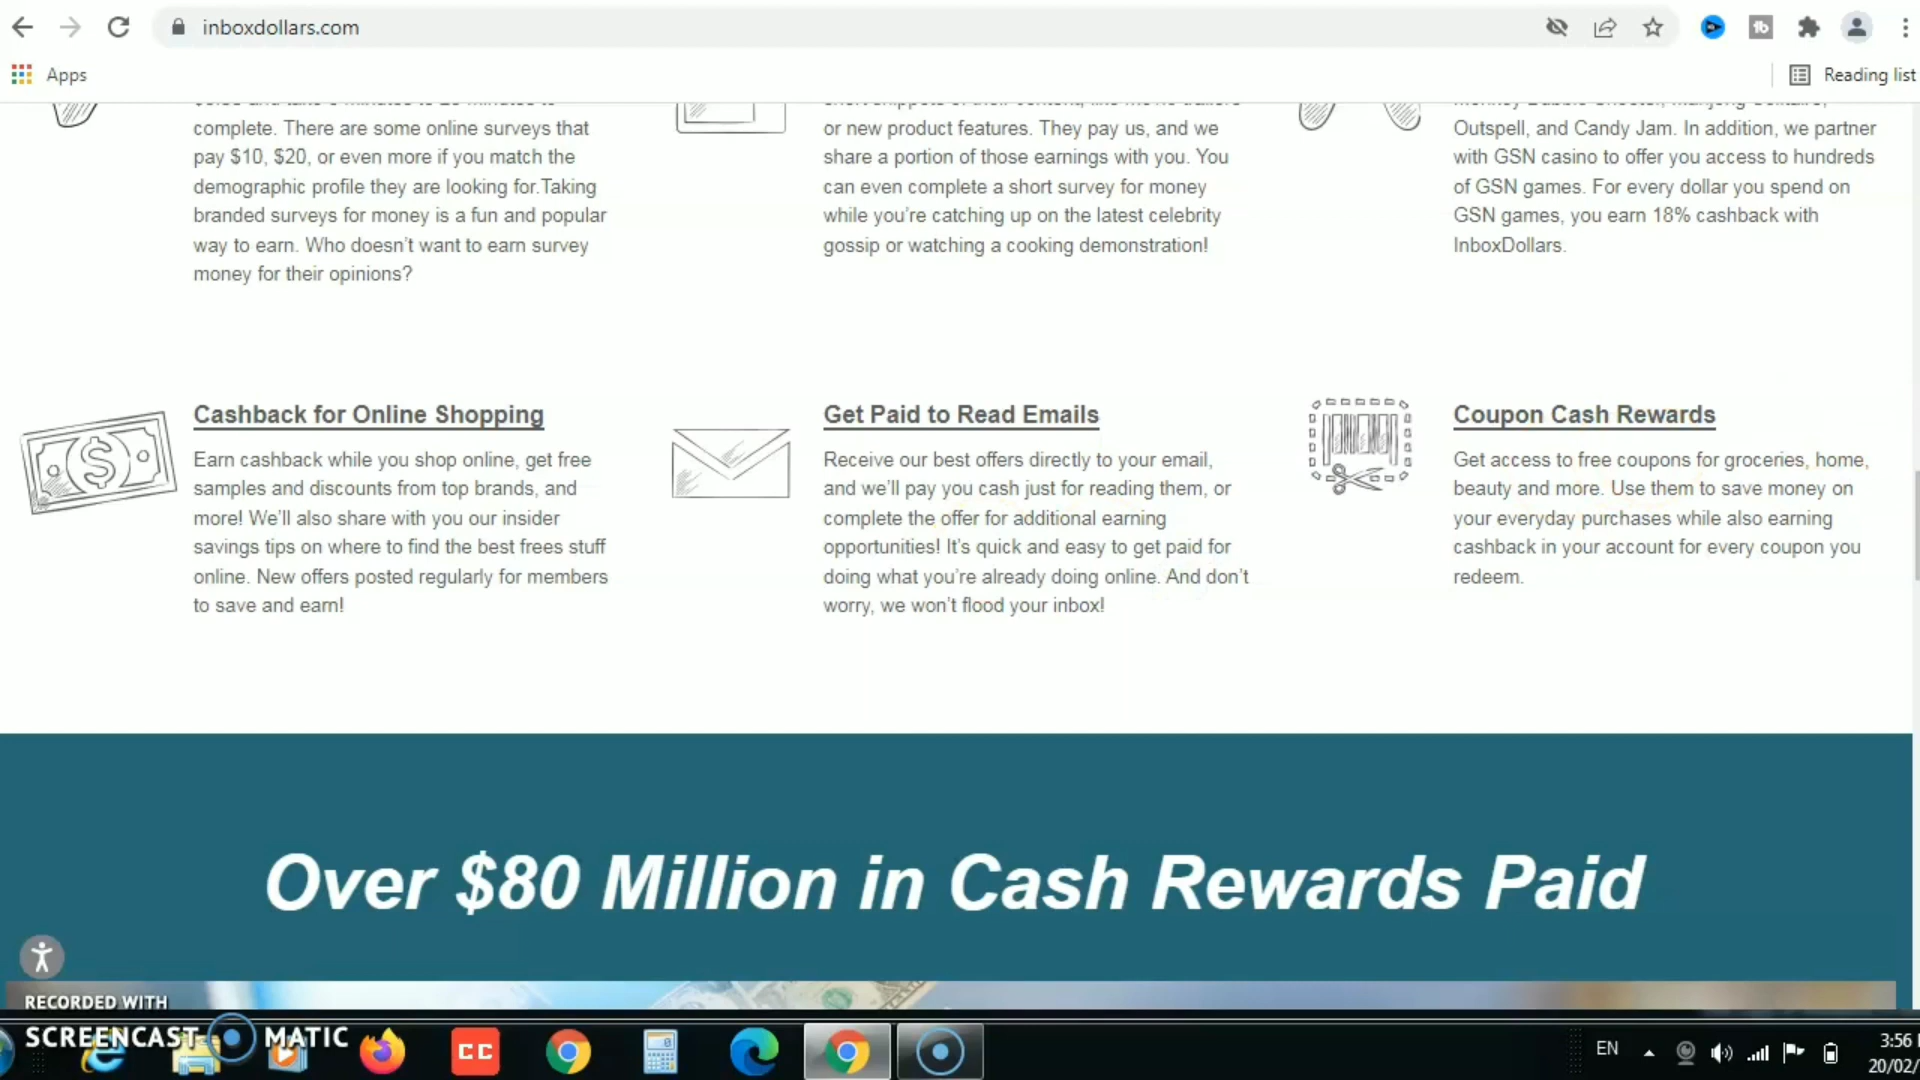 inboxdollars.com
Apps
Reading list
complete. There are some online surveys that
pay $10, $20, or even more if you match the
demographic profile they are looking for.Taking
branded surveys for money is a fun and popular
way to earn. Who doesn't want to earn survey
money for their opinions?
or new product features. They pay us, and we
share a portion of those earnings with you. You
can even complete a short survey for money
while you're catching up on the latest celebrity
gossip or watching a cooking demonstration!
Outspell, and Candy Jam. In addition, we partner
with GSN casino to offer you access to hundreds
of GSN games. For every dollar you spend on
GSN games, you earn 18% cashback with
InboxDollars.
Cashback for Online Shopping
Earn cashback while you shop online, get free
samples and discounts from top brands, and
more! We'll also share with you our insider
savings tips on where to find the best frees stuff
online. New offers posted regularly for members
to save and earn!
Get Paid to Read Emails
Receive our best offers directly to your email,
and we'll pay you cash just for reading them, or
complete the offer for additional earning
opportunities! It's quick and easy to get paid for
doing what you're already doing online. And don't
worry, we won't flood your inbox!
Coupon Cash Rewards
Get access to free coupons for groceries, home,
beauty and more. Use them to save money on
your everyday purchases while also earning
cashback in your account for every coupon you
redeem.
Over $80 Million in Cash Rewards Paid
RECORDED WITH
SCREENCAST MATIC
CC
EN
3:56
20/02/